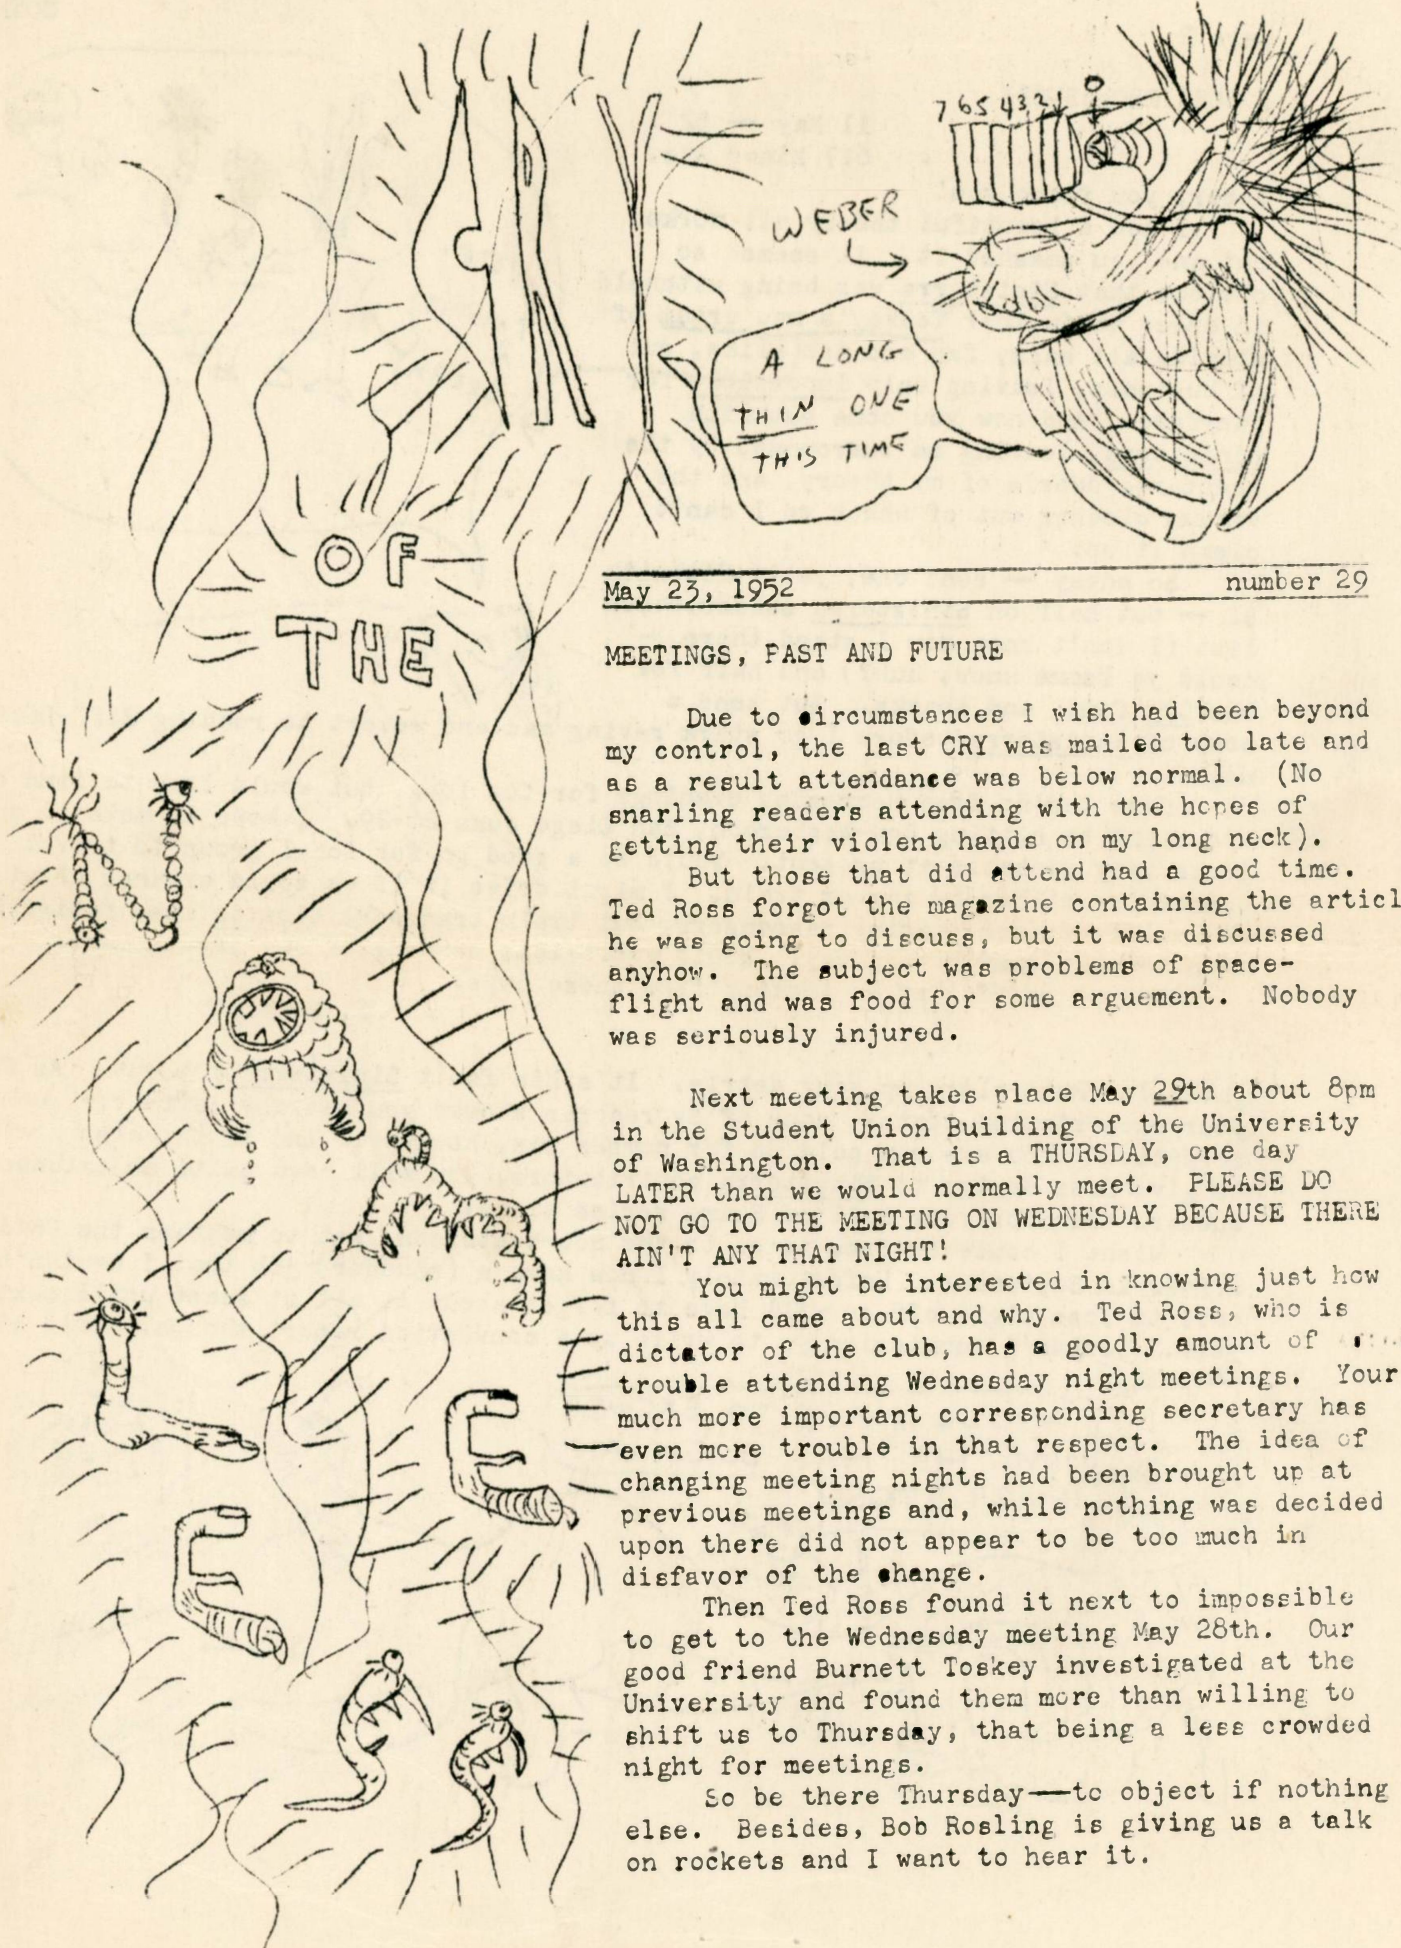 CRY
OF
THE
NAMELESS
7 6 5 4 3 2 1 0
WEBER
A LONG
THIN ONE
THIS TIME
May 23, 1952 number 29
MEETINGS, PAST AND FUTURE
Due to circumstances I wish had been beyond
my control, the last CRY was mailed too late and
as a result attendance was below normal. (No
snarling readers attending with the hopes of
getting their violent hands on my long neck).
But those that did attend had a good time.
Ted Ross forgot the magazine containing the articl
he was going to discuss, but it was discussed
anyhow. The subject was problems of space-
flight and was food for some arguement. Nobody
was seriously injured.
Next meeting takes place May 29th about 8pm
in the Student Union Building of the University
of Washington. That is a THURSDAY, one day
LATER than we would normally meet. PLEASE DO
NOT GO TO THE MEETING ON WEDNESDAY BECAUSE THERE
AIN'T ANY THAT NIGHT!
You might be interested in knowing just how
this all came about and why. Ted Ross, who is
dictator of the club, has a goodly amount of
trouble attending Wednesday night meetings. Your
much more important corresponding secretary has
even more trouble in that respect. The idea of
changing meeting nights had been brought up at
previous meetings and, while nothing was decided
upon there did not appear to be too much in
disfavor of the change.
Then Ted Ross found it next to impossible
to get to the Wednesday meeting May 28th. Our
good friend Burnett Toskey investigated at the
University and found them more than willing to
shift us to Thursday, that being a less crowded
night for meetings.
So be there Thursday—to object if nothing
else. Besides, Bob Rosling is giving us a talk
on rockets and I want to hear it.